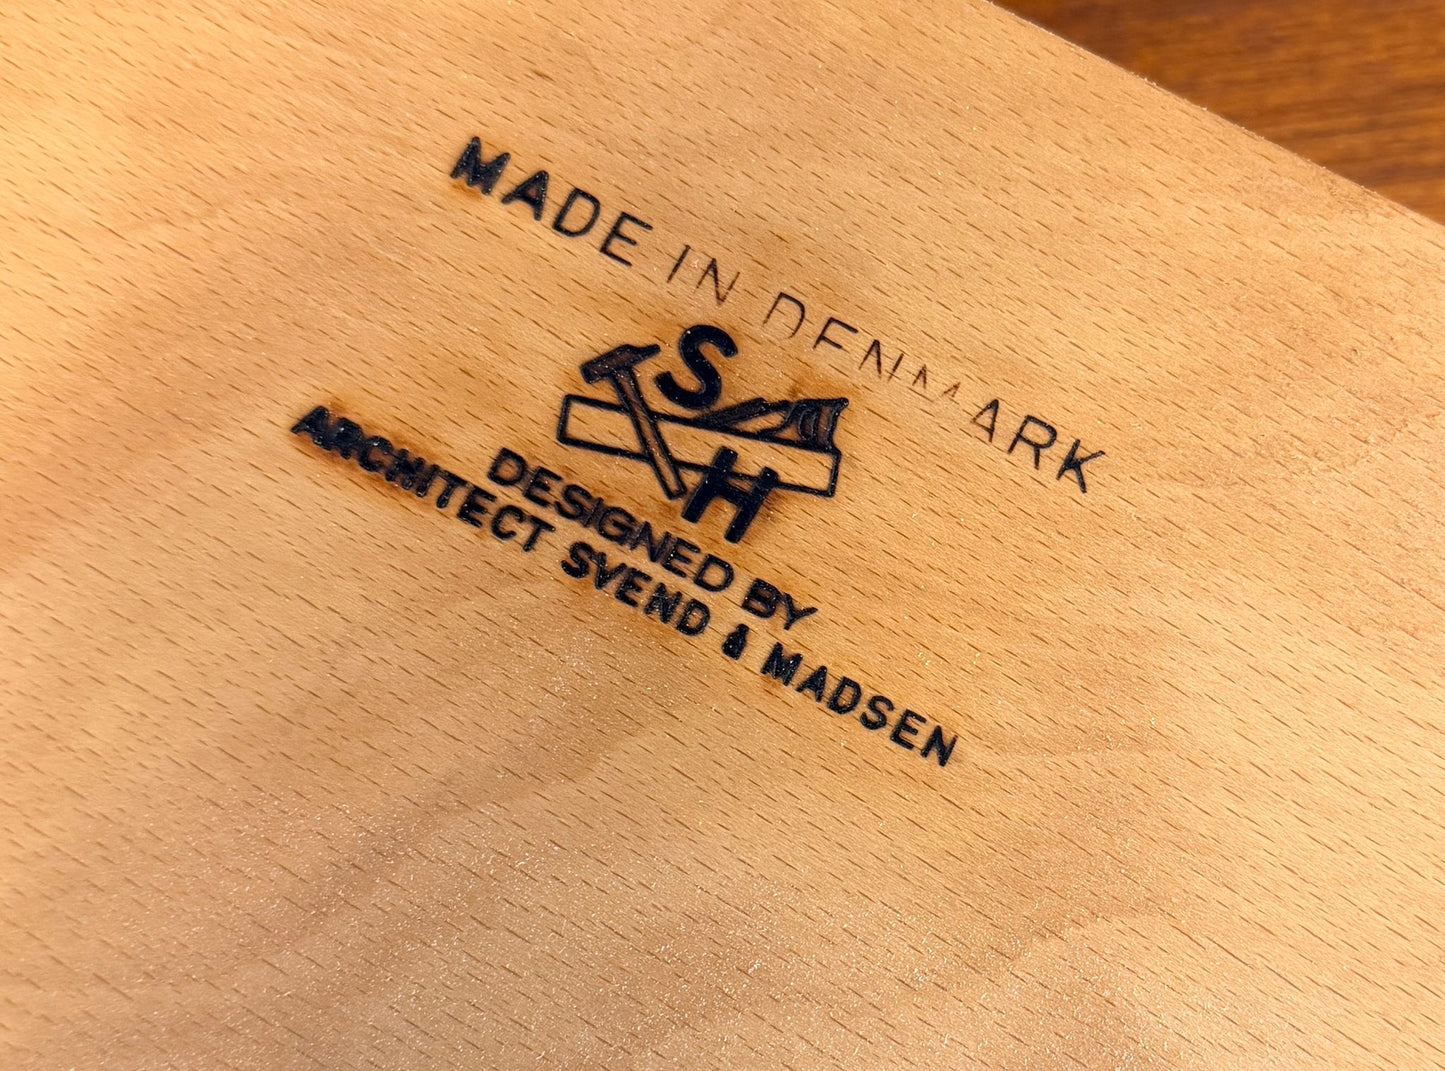 MADE IN DENMARK
S
H
DESIGNED BY
ARCHITECT SVEND Å MADSEN